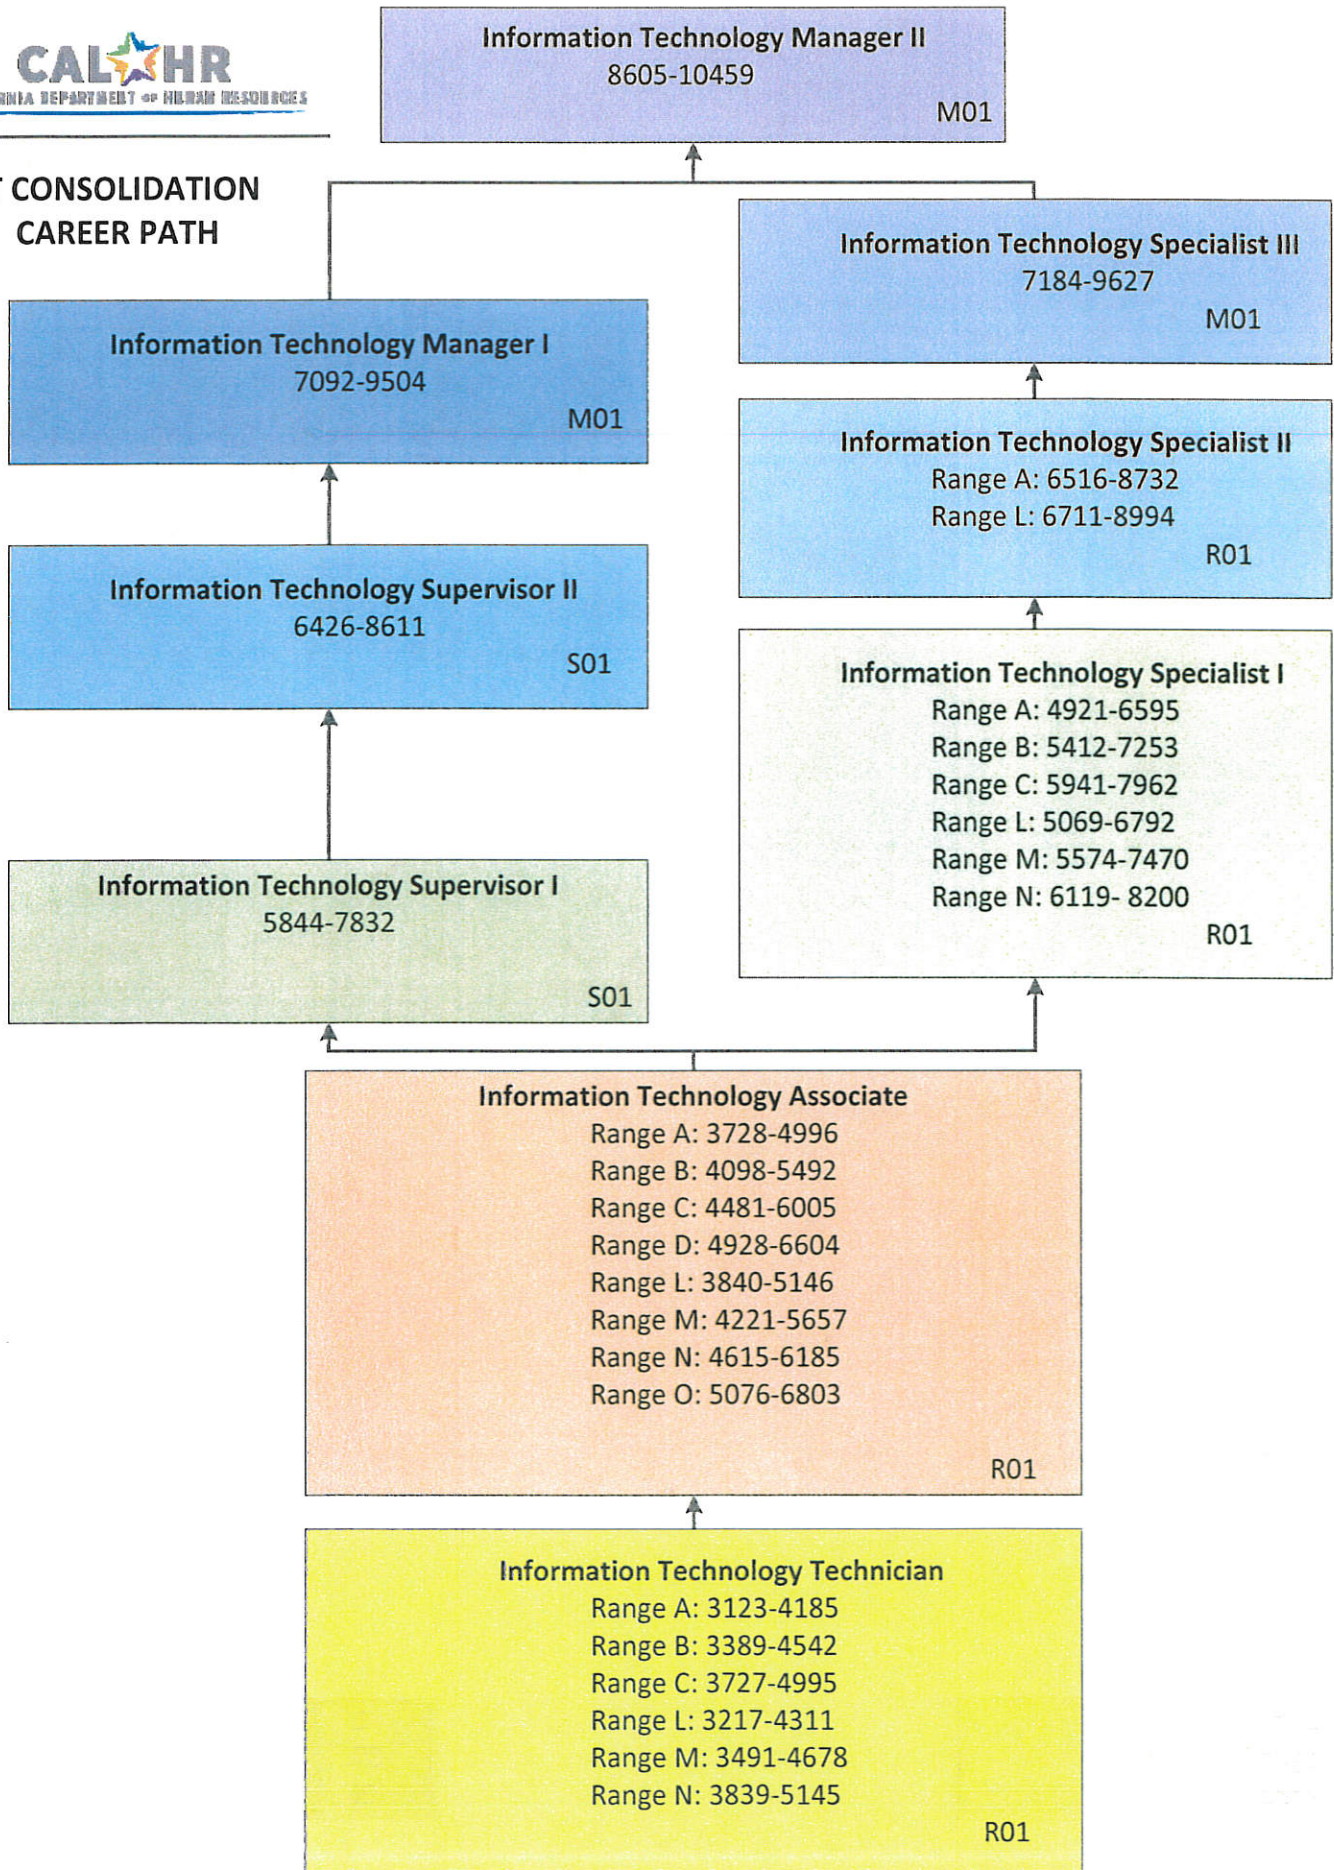 CAL HR
RNIA DEPARTMENT OF HUMAN RESOURCES
T CONSOLIDATION
CAREER PATH
Information Technology Manager II
8605-10459
M01
Information Technology Specialist III
7184-9627
M01
Information Technology Manager I
7092-9504
M01
Information Technology Specialist II
Range A: 6516-8732
Range L: 6711-8994
R01
Information Technology Supervisor II
6426-8611
S01
Information Technology Specialist I
Range A: 4921-6595
Range B: 5412-7253
Range C: 5941-7962
Range L: 5069-6792
Range M: 5574-7470
Range N: 6119- 8200
R01
Information Technology Supervisor I
5844-7832
S01
Information Technology Associate
Range A: 3728-4996
Range B: 4098-5492
Range C: 4481-6005
Range D: 4928-6604
Range L: 3840-5146
Range M: 4221-5657
Range N: 4615-6185
Range O: 5076-6803
R01
Information Technology Technician
Range A: 3123-4185
Range B: 3389-4542
Range C: 3727-4995
Range L: 3217-4311
Range M: 3491-4678
Range N: 3839-5145
R01